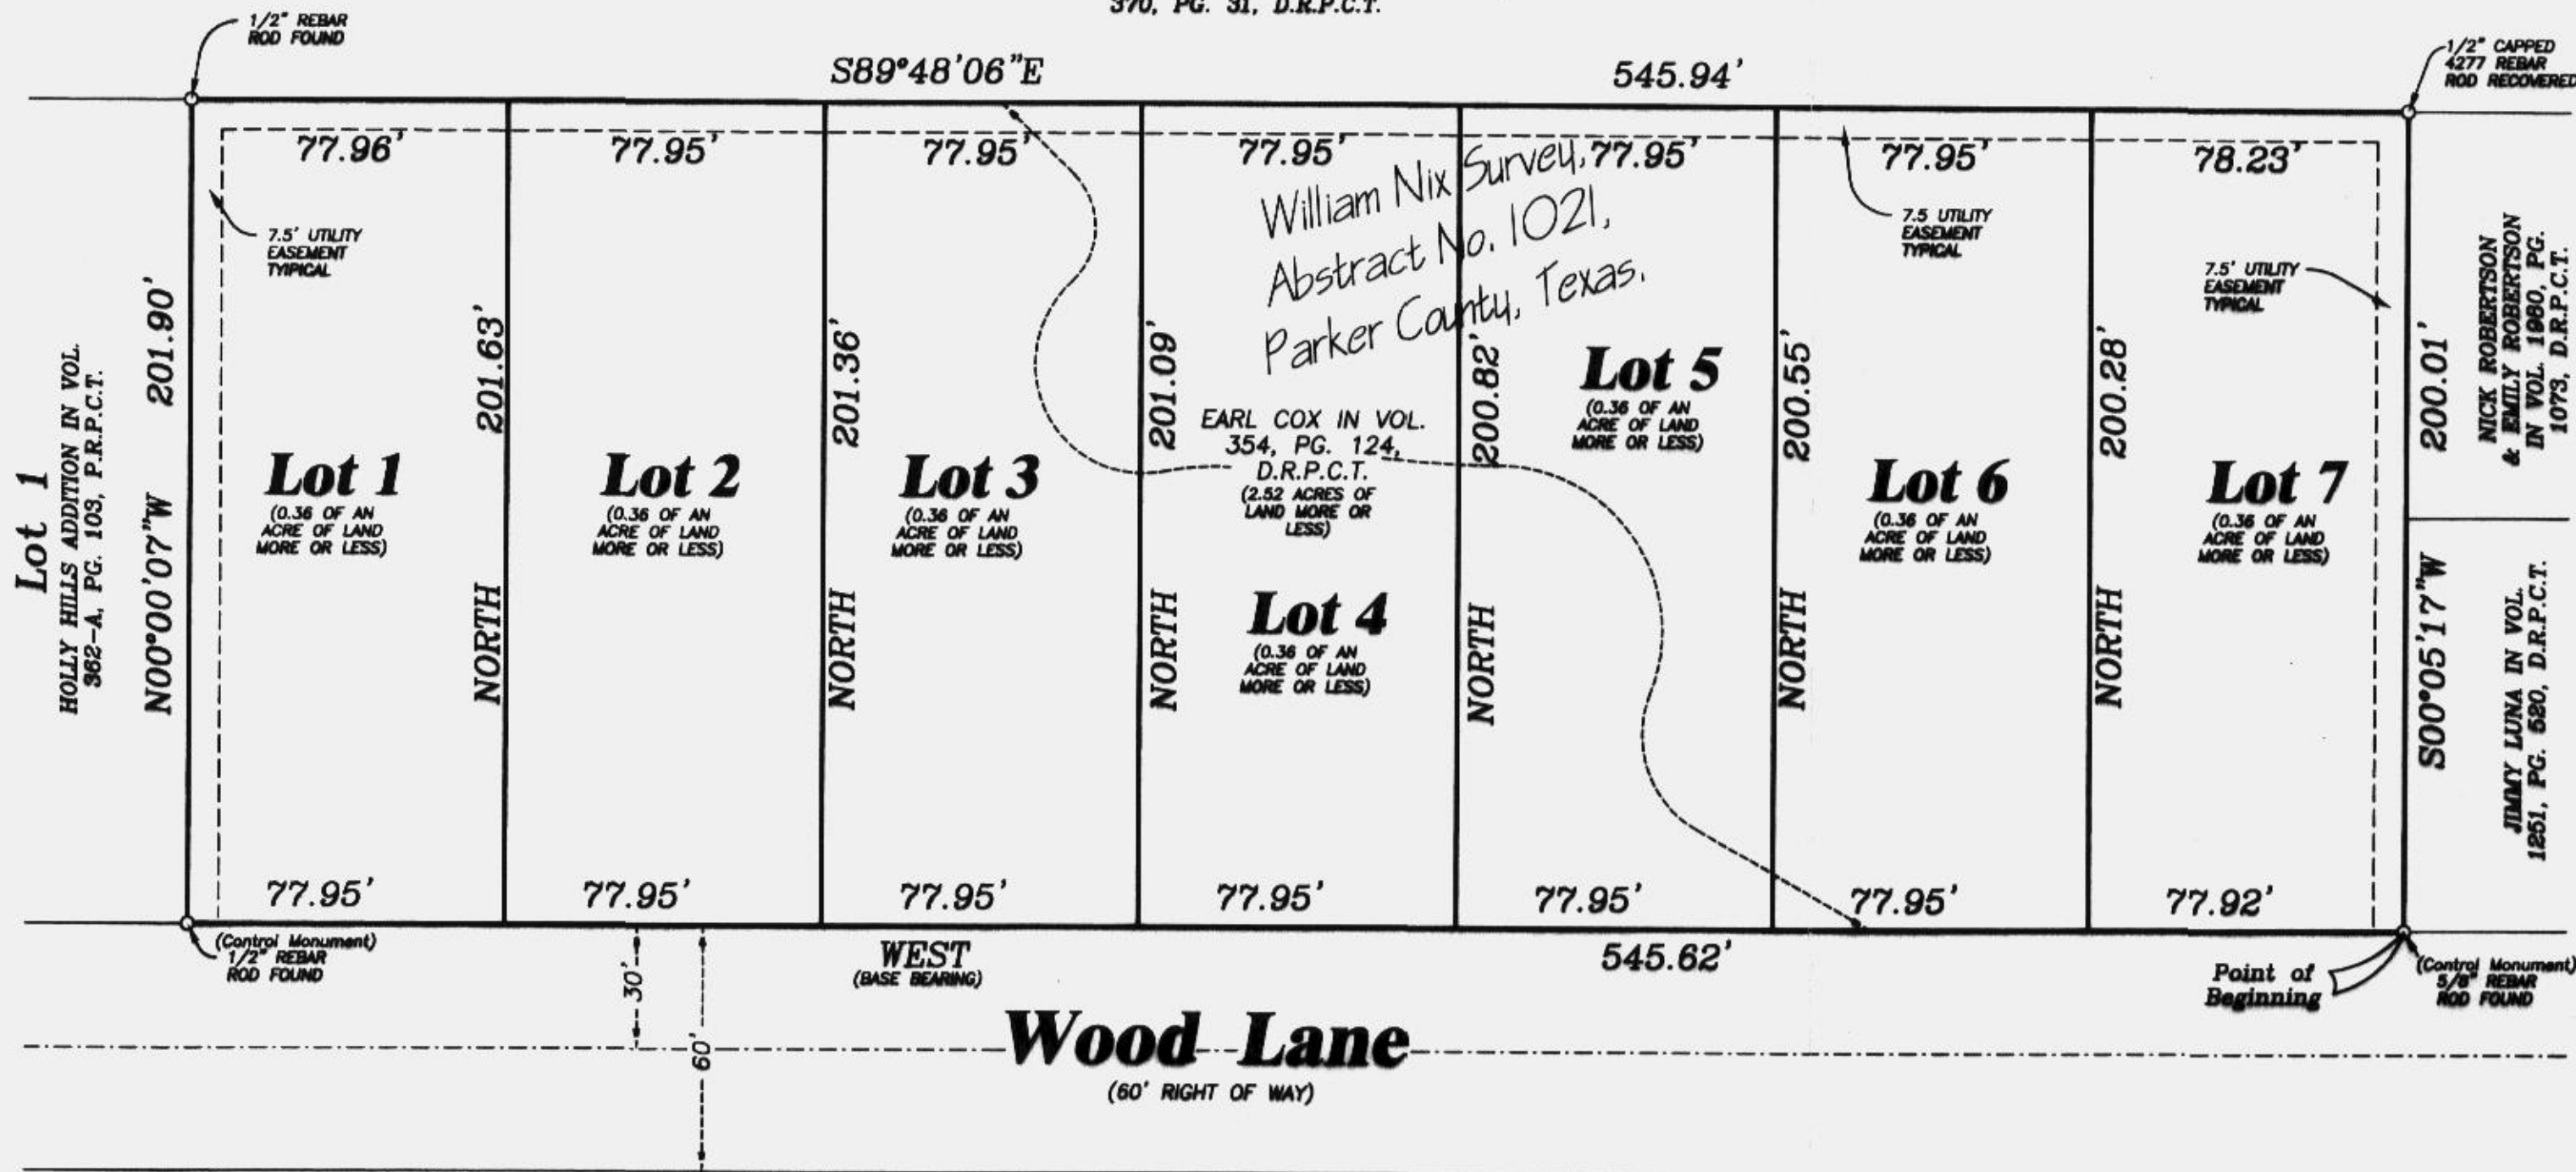 370, PG. 31, D.R.P.C.T.
1/2" REBAR
ROD FOUND
S89°48'06"E
545.94'
1/2" CAPPED
4277 REBAR
ROD RECOVERED
77.96'
77.95'
77.95'
77.95'
77.95'
77.95'
78.23'
William Nix Survey,
Abstract No. 1021,
Parker County, Texas.
7.5' UTILITY
EASEMENT
TYIPICAL
7.5 UTILITY
EASEMENT
TYPICAL
7.5' UTILITY
EASEMENT
TYPICAL
Lot 1
HOLLY HILLS ADDITION IN VOL.
362-A, PG. 103, P.R.P.C.T.
N00°00'07"W 201.90'
NORTH 201.63'
NORTH 201.36'
NORTH 201.09'
NORTH 200.82'
NORTH 200.55'
NORTH 200.28'
S00°05'17"W 200.01'
NICK ROBERTSON
& EMILY ROBERTSON
IN VOL. 1980, PG.
1073, D.R.P.C.T.
JIMMY LUNA IN VOL.
1251, PG. 520, D.R.P.C.T.
EARL COX IN VOL.
354, PG. 124,
D.R.P.C.T.
(2.52 ACRES OF
LAND MORE OR
LESS)
Lot 1
(0.36 OF AN
ACRE OF LAND
MORE OR LESS)
Lot 2
(0.36 OF AN
ACRE OF LAND
MORE OR LESS)
Lot 3
(0.36 OF AN
ACRE OF LAND
MORE OR LESS)
Lot 4
(0.36 OF AN
ACRE OF LAND
MORE OR LESS)
Lot 5
(0.36 OF AN
ACRE OF LAND
MORE OR LESS)
Lot 6
(0.36 OF AN
ACRE OF LAND
MORE OR LESS)
Lot 7
(0.36 OF AN
ACRE OF LAND
MORE OR LESS)
77.95'
77.95'
77.95'
77.95'
77.95'
77.95'
77.92'
(Control Monument)
1/2" REBAR
ROD FOUND
WEST
(BASE BEARING)
545.62'
Point of
Beginning
(Control Monument)
5/8" REBAR
ROD FOUND
30'
60'
Wood Lane
(60' RIGHT OF WAY)